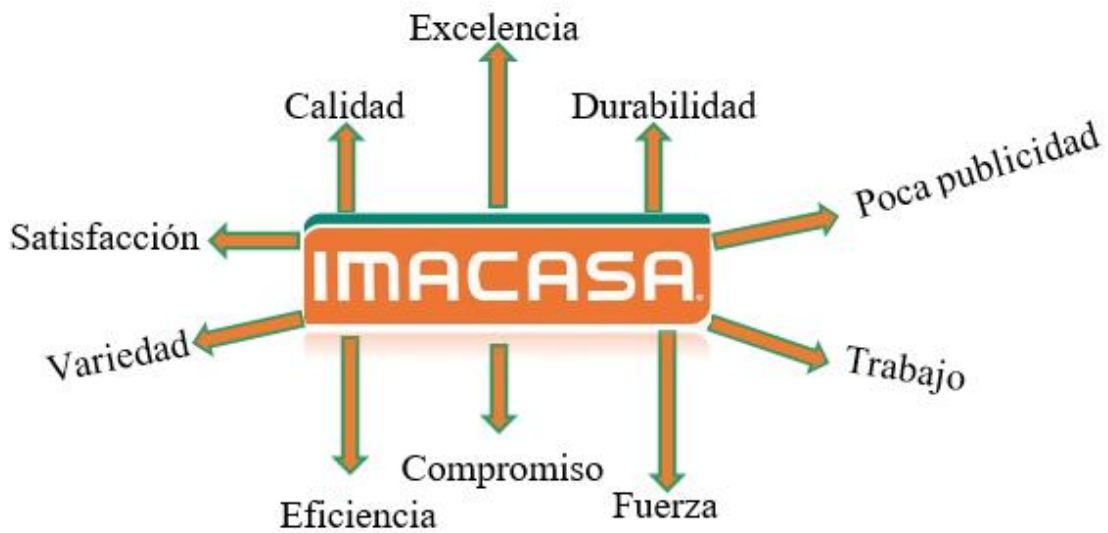 Excelencia
Calidad
Durabilidad
Poca publicidad
Satisfacción
IMACASA®
Variedad
Trabajo
Compromiso
Eficiencia
Fuerza